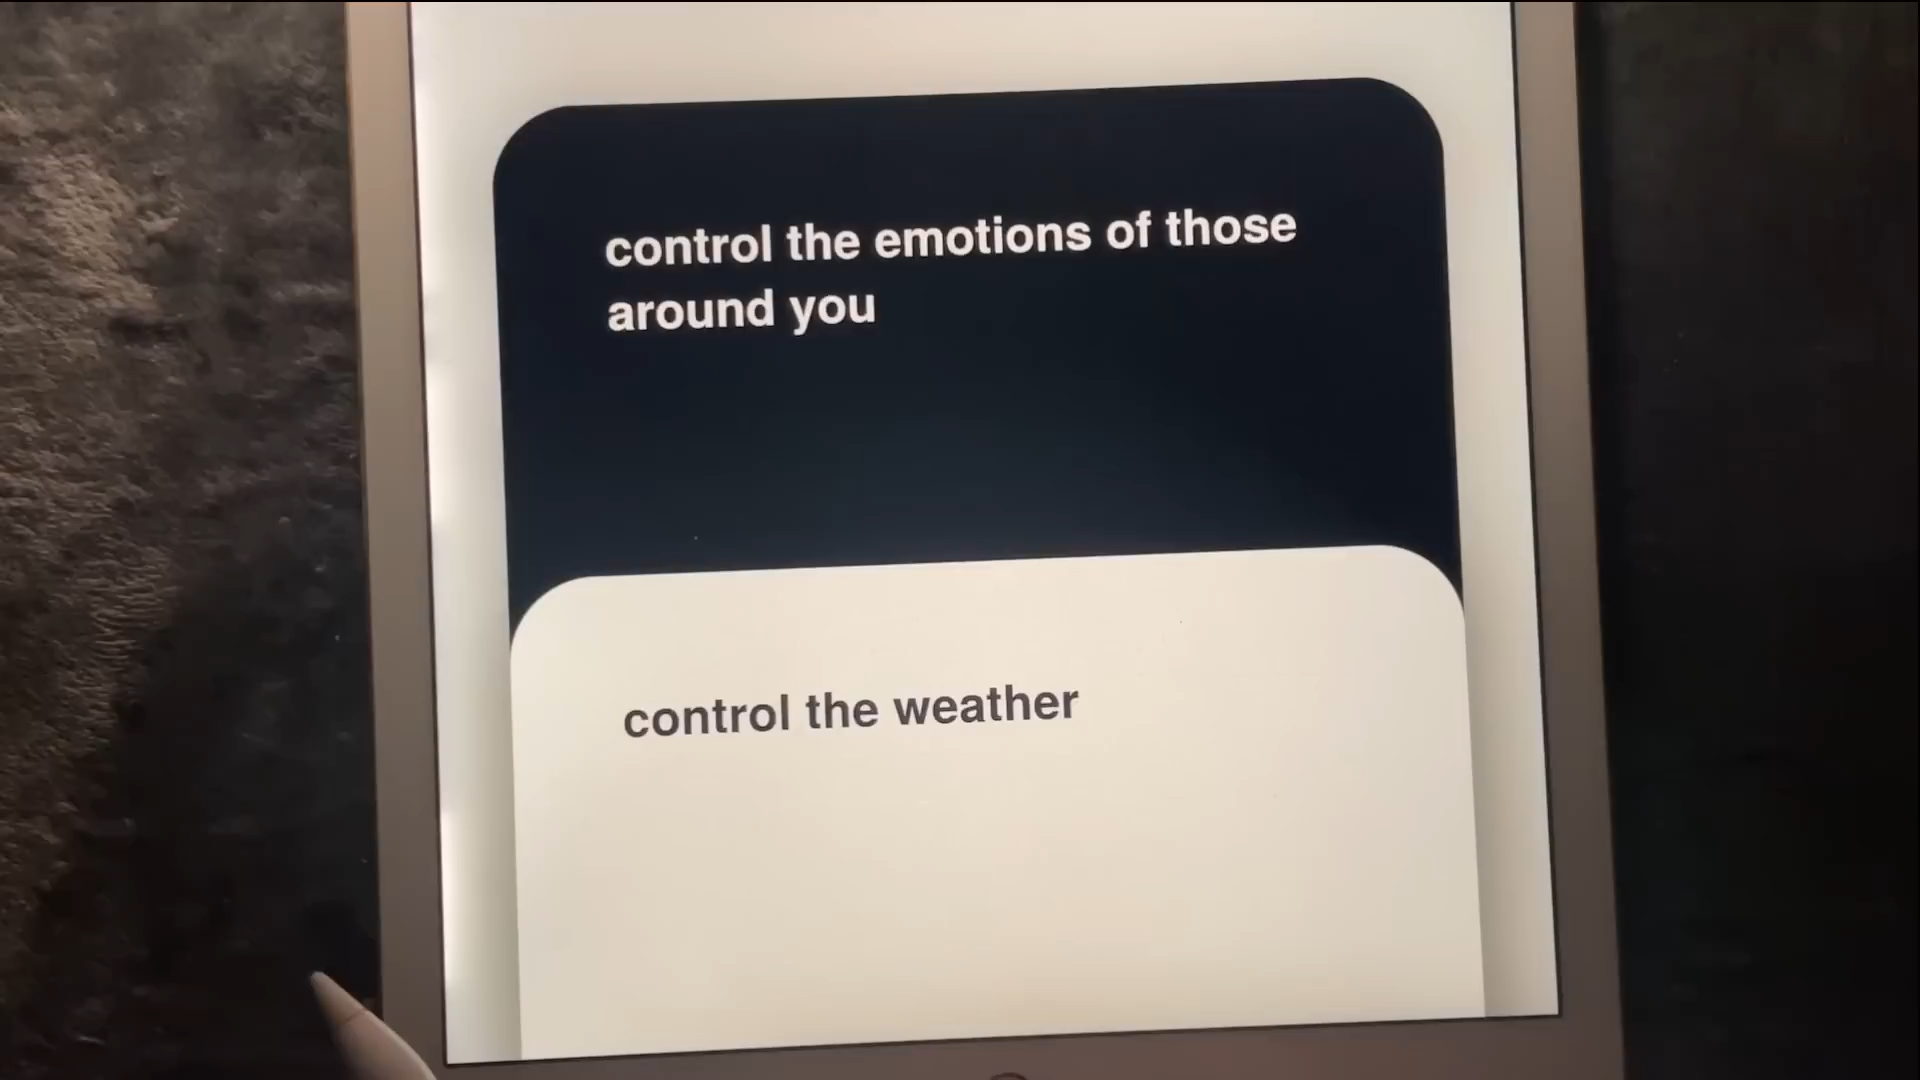 control the emotions of those
around you
control the weather